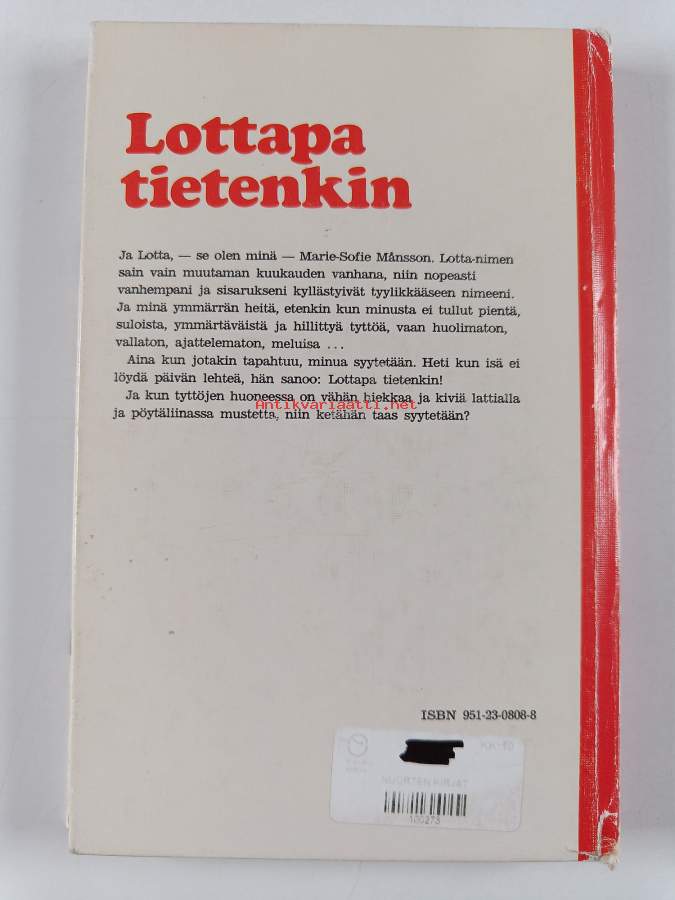 Lottapa
tietenkin
Ja Lotta, — se olen minä — Marie-Sofie Månsson. Lotta-nimen
sain vain muutaman kuukauden vanhana, niin nopeasti
vanhempani ja sisarukseni kyllästyivät tyylikkääseen nimeeni.
Ja minä ymmärrän heitä, etenkin kun minusta ei tullut pientä,
suloista, ymmärtäväistä ja hillittyä tyttöä, vaan huolimaton,
vallaton, ajattelematon, meluisa ...
Aina kun jotakin tapahtuu, minua syytetään. Heti kun isä ei
löydä päivän lehteä, hän sanoo: Lottapa tietenkin!
Ja kun tyttöjen huoneessa on vähän hiekkaa ja kiviä lattialla
Antikvariaatti.net
ja pöytäliinassa mustetta, niin ketähän taas syytetään?
ISBN 951-23-0808-8
100273